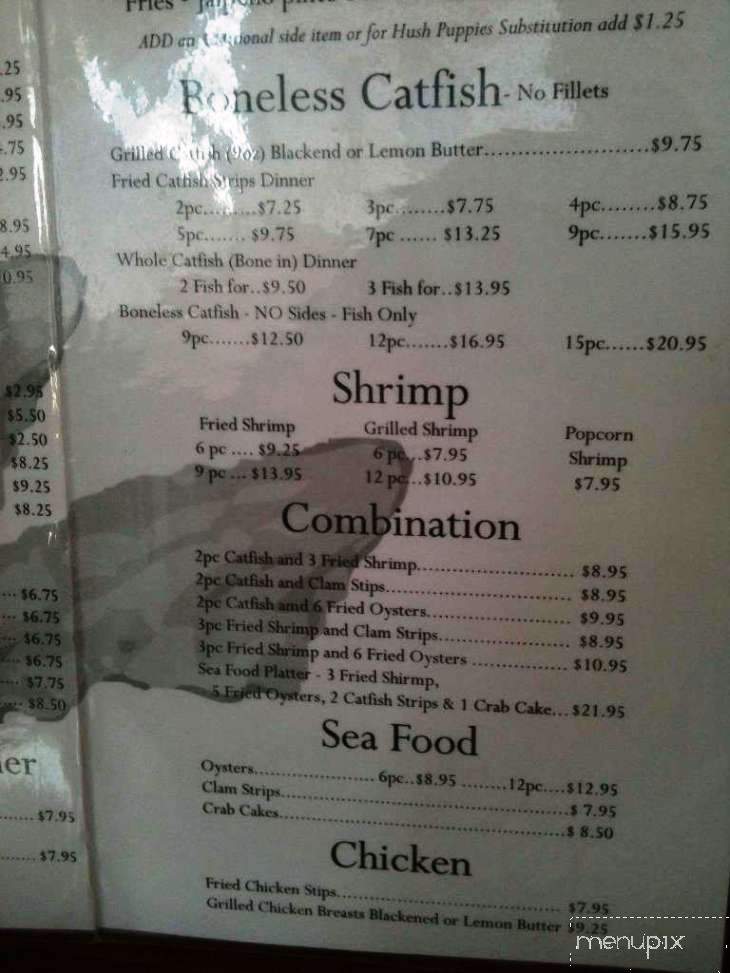 Fries - Jalapeno
ADD an onal side item or for Hush Puppies Substitution add $1.25
Boneless Catfish - No Fillets
Grilled Catfish (9oz) Blackend or Lemon Butter........................$9.75
Fried Catfish Strips Dinner
2pc.........$7.25 3pc........$7.75 4pc........$8.75
5pc....... $9.75 7pc ...... $13.25 9pc.......$15.95
Whole Catfish (Bone in) Dinner
2 Fish for..$9.50 3 Fish for..$13.95
Boneless Catfish - NO Sides - Fish Only
9pc.......$12.50 12pc.......$16.95 15pc......$20.95
Shrimp
Fried Shrimp Grilled Shrimp Popcorn
6 pc .... $9.25 6 pc...$7.95 Shrimp
9 pc ... $13.95 12 pc...$10.95 $7.95
Combination
2pc Catfish and 3 Fried Shrimp........................... $8.95
2pc Catfish and Clam Stips................................ $8.95
2pc Catfish amd 6 Fried Oysters......................... $9.95
3pc Fried Shrimp and Clam Strips....................... $8.95
3pc Fried Shrimp and 6 Fried Oysters ................ $10.95
Sea Food Platter - 3 Fried Shirmp,
5 Fried Oysters, 2 Catfish Strips & 1 Crab Cake... $21.95
Sea Food
Oysters..................... 6pc..$8.95 ........12pc....$12.95
Clam Strips..................................................$ 7.95
Crab Cakes..................................................$ 8.50
Chicken
Fried Chicken Stips....................................... $7.95
Grilled Chicken Breasts Blackened or Lemon Butter $9.25
.25
.95
.95
.75
2.95
8.95
4.95
0.95
$2.95
$5.50
$2.50
$8.25
$9.25
$8.25
... $6.75
... $6.75
.... $6.75
.... $6.75
.... $7.75
..... $8.50
er
..... $7.95
....... $7.95
menupix